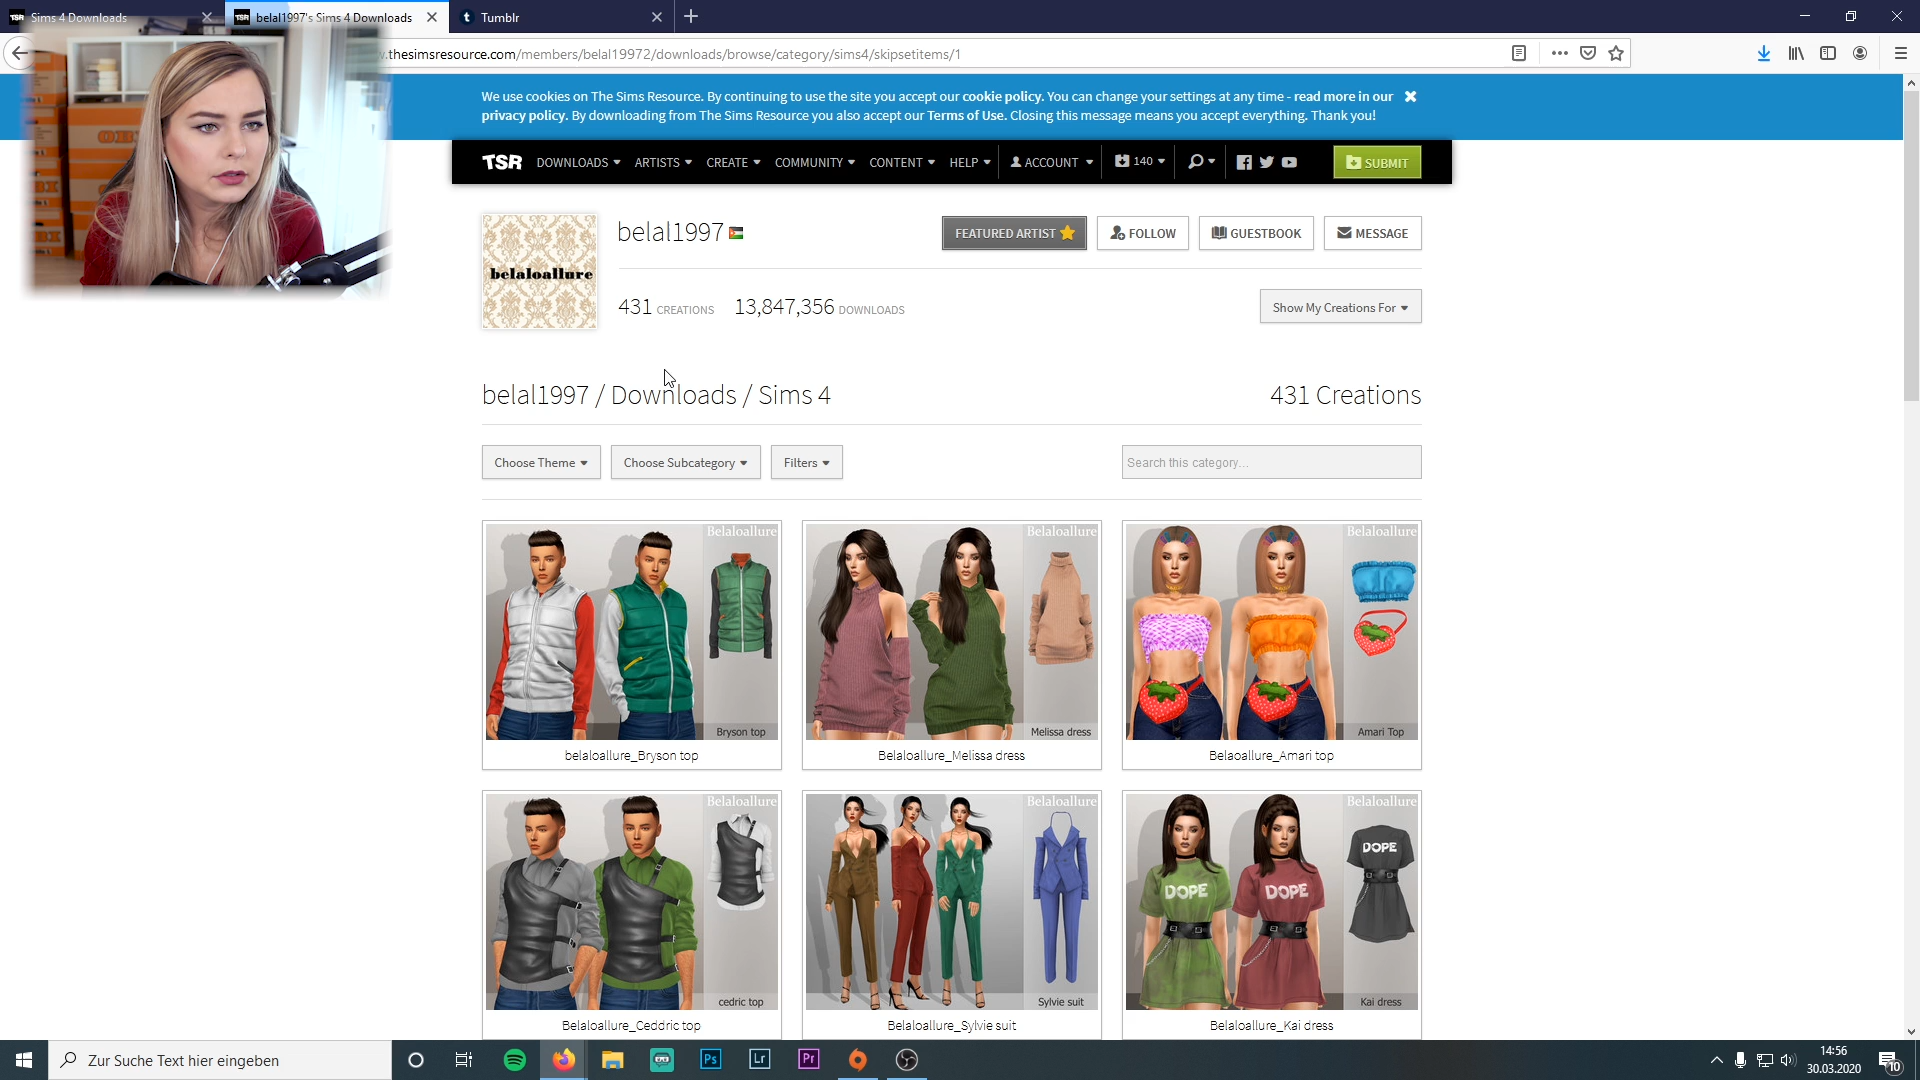 TSR Sims 4 Downloads
TSR belal1997's Sims 4 Downloads
Tumblr
.thesimsresource.com/members/belal19972/downloads/browse/category/sims4/skipsetitems/1
We use cookies on The Sims Resource. By continuing to use the site you accept our cookie policy. You can change your settings at any time - read more in our
privacy policy. By downloading from The Sims Resource you also accept our Terms of Use. Closing this message means you accept everything. Thank you!
TSR DOWNLOADS ARTISTS CREATE COMMUNITY CONTENT HELP ACCOUNT 140 SUBMIT
belaloallure
belal1997
FEATURED ARTIST FOLLOW GUESTBOOK MESSAGE
431 CREATIONS 13,847,356 DOWNLOADS
Show My Creations For
belal1997 / Downloads / Sims 4
431 Creations
Choose Theme Choose Subcategory Filters
Search this category...
Belaloallure Belaloallure Belaloallure
Bryson top Melissa dress Amari Top
belaloallure_Bryson top Belaloallure_Melissa dress Belaoallure_Amari top
Belaloallure Belaloallure Belaloallure
DOPE DOPE DOPE
cedric top Sylvie suit Kai dress
Belaloallure_Ceddric top Belaloallure_Sylvie suit Belaloallure_Kai dress
Zur Suche Text hier eingeben
Ps Lr Pr
14:56
30.03.2020
10